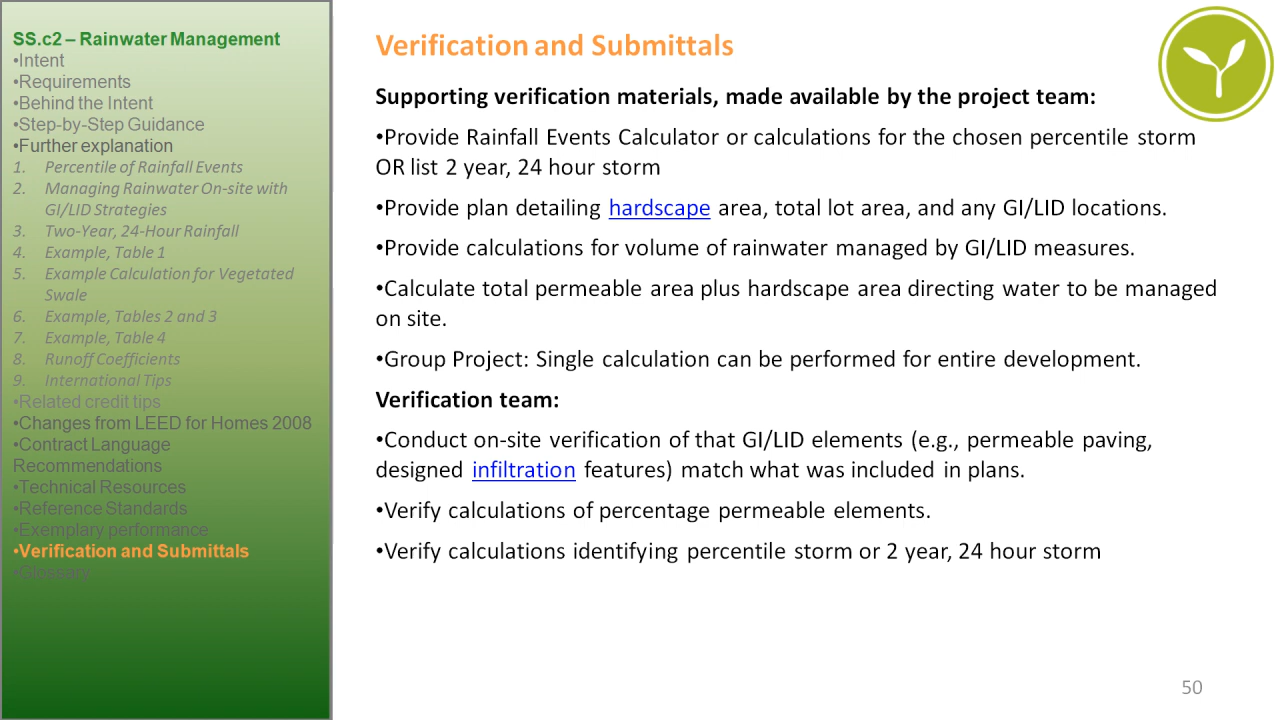 SS.c2 – Rainwater Management
•Intent
•Requirements
•Behind the Intent
•Step-by-Step Guidance
•Further explanation
1. Percentile of Rainfall Events
2. Managing Rainwater On-site with
GI/LID Strategies
3. Two-Year, 24-Hour Rainfall
4. Example, Table 1
5. Example Calculation for Vegetated
Swale
6. Example, Tables 2 and 3
7. Example, Table 4
8. Runoff Coefficients
9. International Tips
•Related credit tips
•Changes from LEED for Homes 2008
•Contract Language
Recommendations
•Technical Resources
•Reference Standards
•Exemplary performance
•Verification and Submittals
•Glossary
Verification and Submittals
Supporting verification materials, made available by the project team:
•Provide Rainfall Events Calculator or calculations for the chosen percentile storm
OR list 2 year, 24 hour storm
•Provide plan detailing hardscape area, total lot area, and any GI/LID locations.
•Provide calculations for volume of rainwater managed by GI/LID measures.
•Calculate total permeable area plus hardscape area directing water to be managed
on site.
•Group Project: Single calculation can be performed for entire development.
Verification team:
•Conduct on-site verification of that GI/LID elements (e.g., permeable paving,
designed infiltration features) match what was included in plans.
•Verify calculations of percentage permeable elements.
•Verify calculations identifying percentile storm or 2 year, 24 hour storm
50